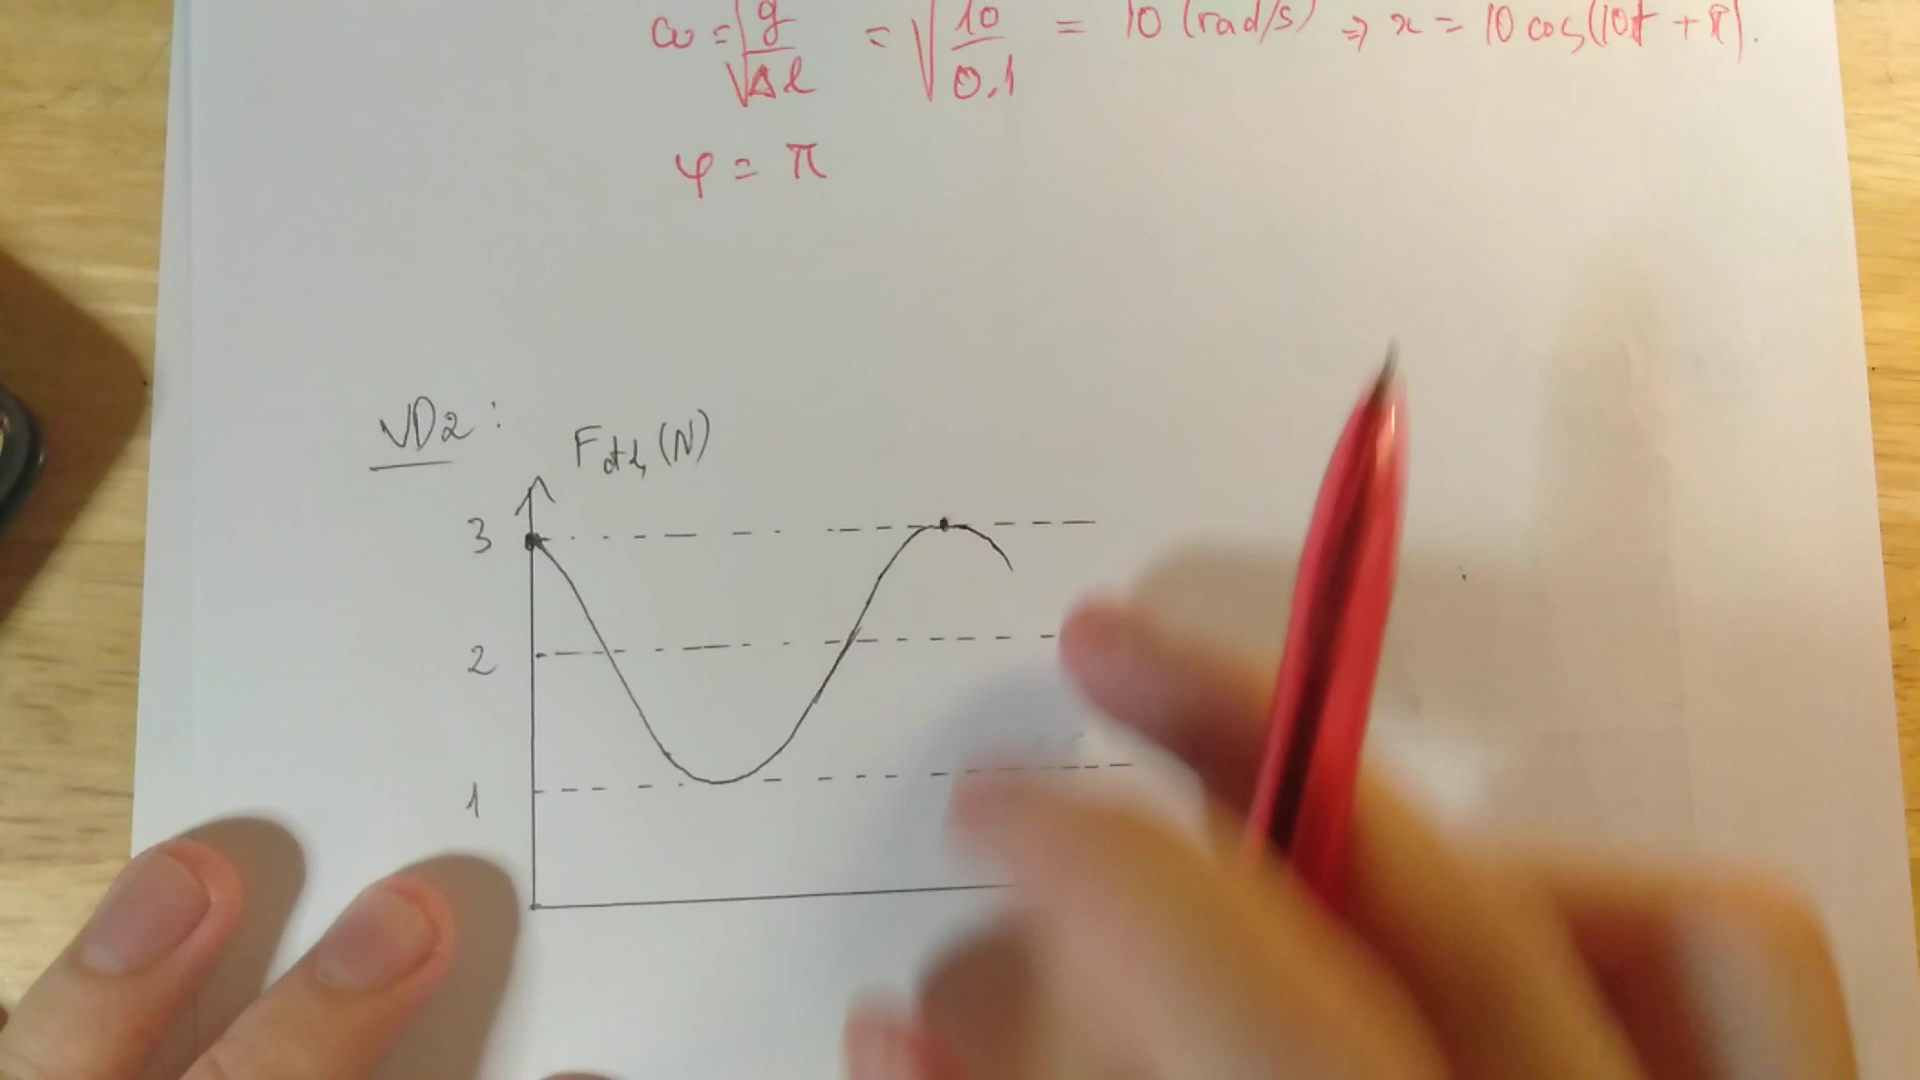 ω = √g/√Δl = √10/0,1 = 10 (rad/s) ⇒ x = 10 cos(10t + π).
φ = π
VD2 :
Fđh (N)
3
2
1